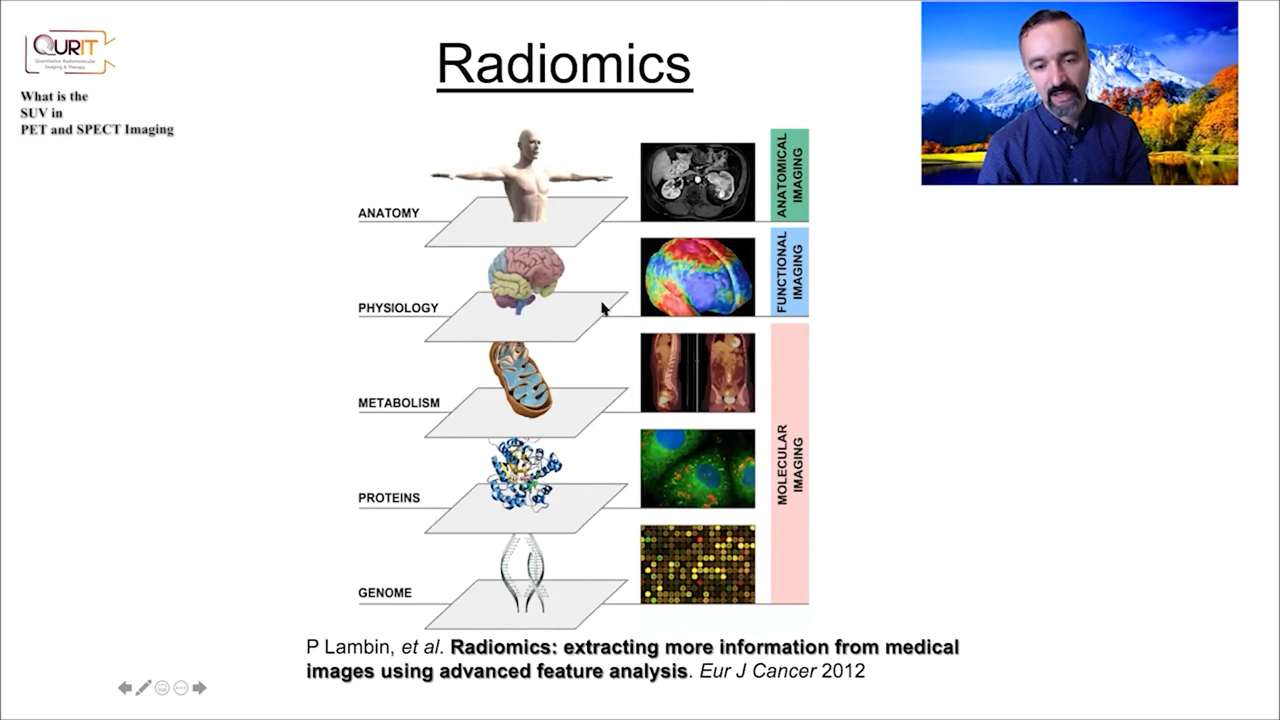 QURIT
Quantitative Radiomolecular
Imaging & Therapy
What is the
SUV in
PET and SPECT Imaging
Radiomics
ANATOMY
ANATOMICAL
IMAGING
PHYSIOLOGY
FUNCTIONAL
IMAGING
METABOLISM
PROTEINS
GENOME
MOLECULAR
IMAGING
P Lambin, et al. Radiomics: extracting more information from medical
images using advanced feature analysis. Eur J Cancer 2012